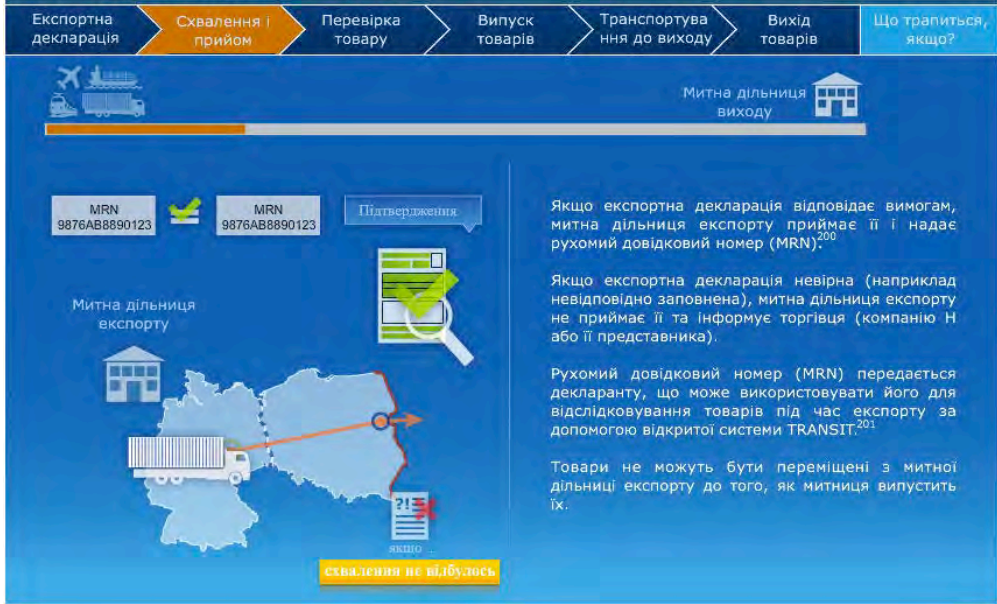 Експортна
декларація
Схвалення і
прийом
Перевірка
товару
Випуск
товарів
Транспортува
ння до виходу
Вихід
товарів
Що трапиться,
якщо?
Митна дільниця
виходу
MRN
9876AB8890123
MRN
9876AB8890123
Підтвердження
Митна дільниця
експорту
?!
якщо ..
схвалення не відбулось
Якщо експортна декларація відповідає вимогам,
митна дільниця експорту приймає її і надає
рухомий довідковий номер (MRN).200
Якщо експортна декларація невірна (наприклад
невідповідно заповнена), митна дільниця експорту
не приймає її та інформує торгівця (компанію Н
або її представника).
Рухомий довідковий номер (MRN) передається
декларанту, що може використовувати його для
відслідковування товарів під час експорту за
допомогою відкритої системи TRANSIT.201
Товари не можуть бути переміщені з митної
дільниці експорту до того, як митниця випустить
їх.